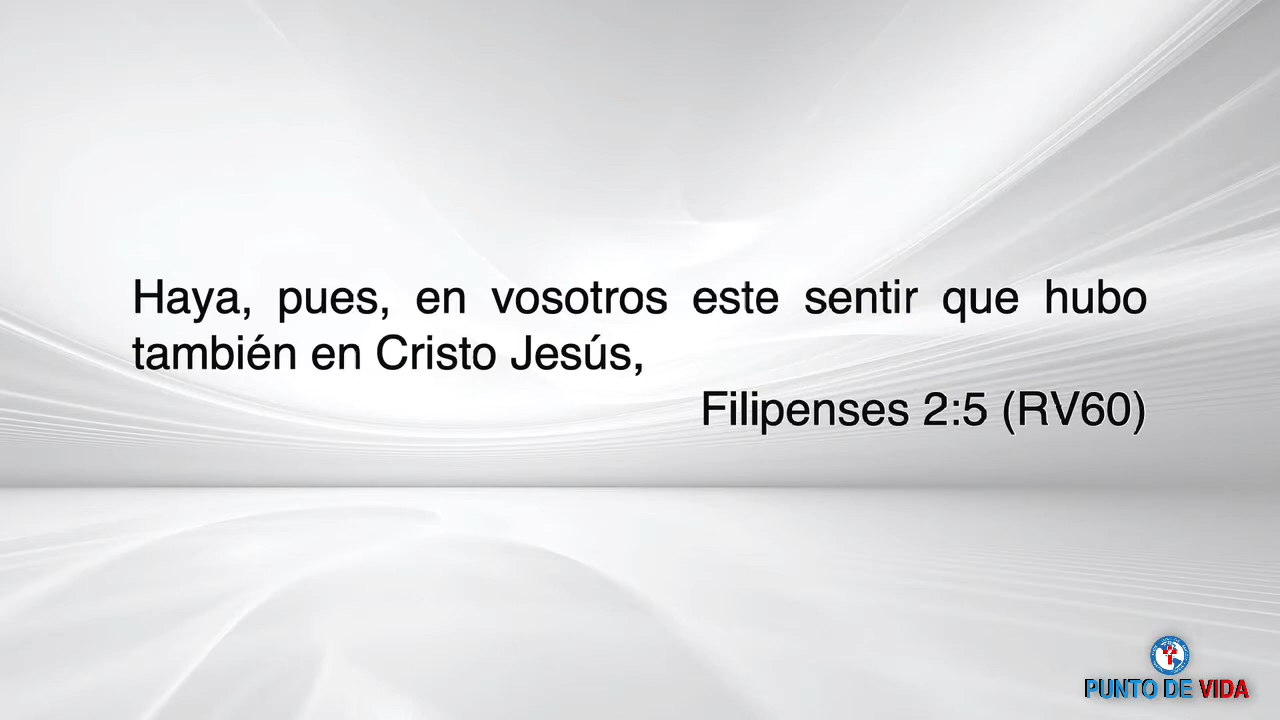 Haya, pues, en vosotros este sentir que hubo
también en Cristo Jesús,
Filipenses 2:5 (RV60)
PUNTO DE VIDA